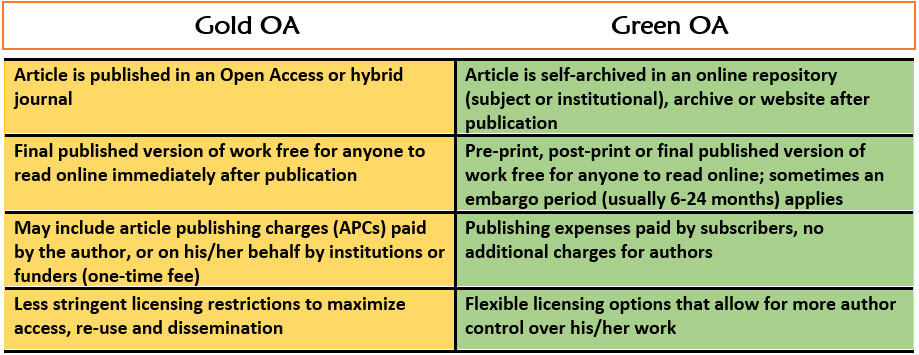 Gold OA
Green OA
Article is published in an Open Access or hybrid
journal
Article is self-archived in an online repository
(subject or institutional), archive or website after
publication
Final published version of work free for anyone to
read online immediately after publication
Pre-print, post-print or final published version of
work free for anyone to read online; sometimes an
embargo period (usually 6-24 months) applies
May include article publishing charges (APCs) paid
by the author, or on his/her behalf by institutions or
funders (one-time fee)
Publishing expenses paid by subscribers, no
additional charges for authors
Less stringent licensing restrictions to maximize
access, re-use and dissemination
Flexible licensing options that allow for more author
control over his/her work